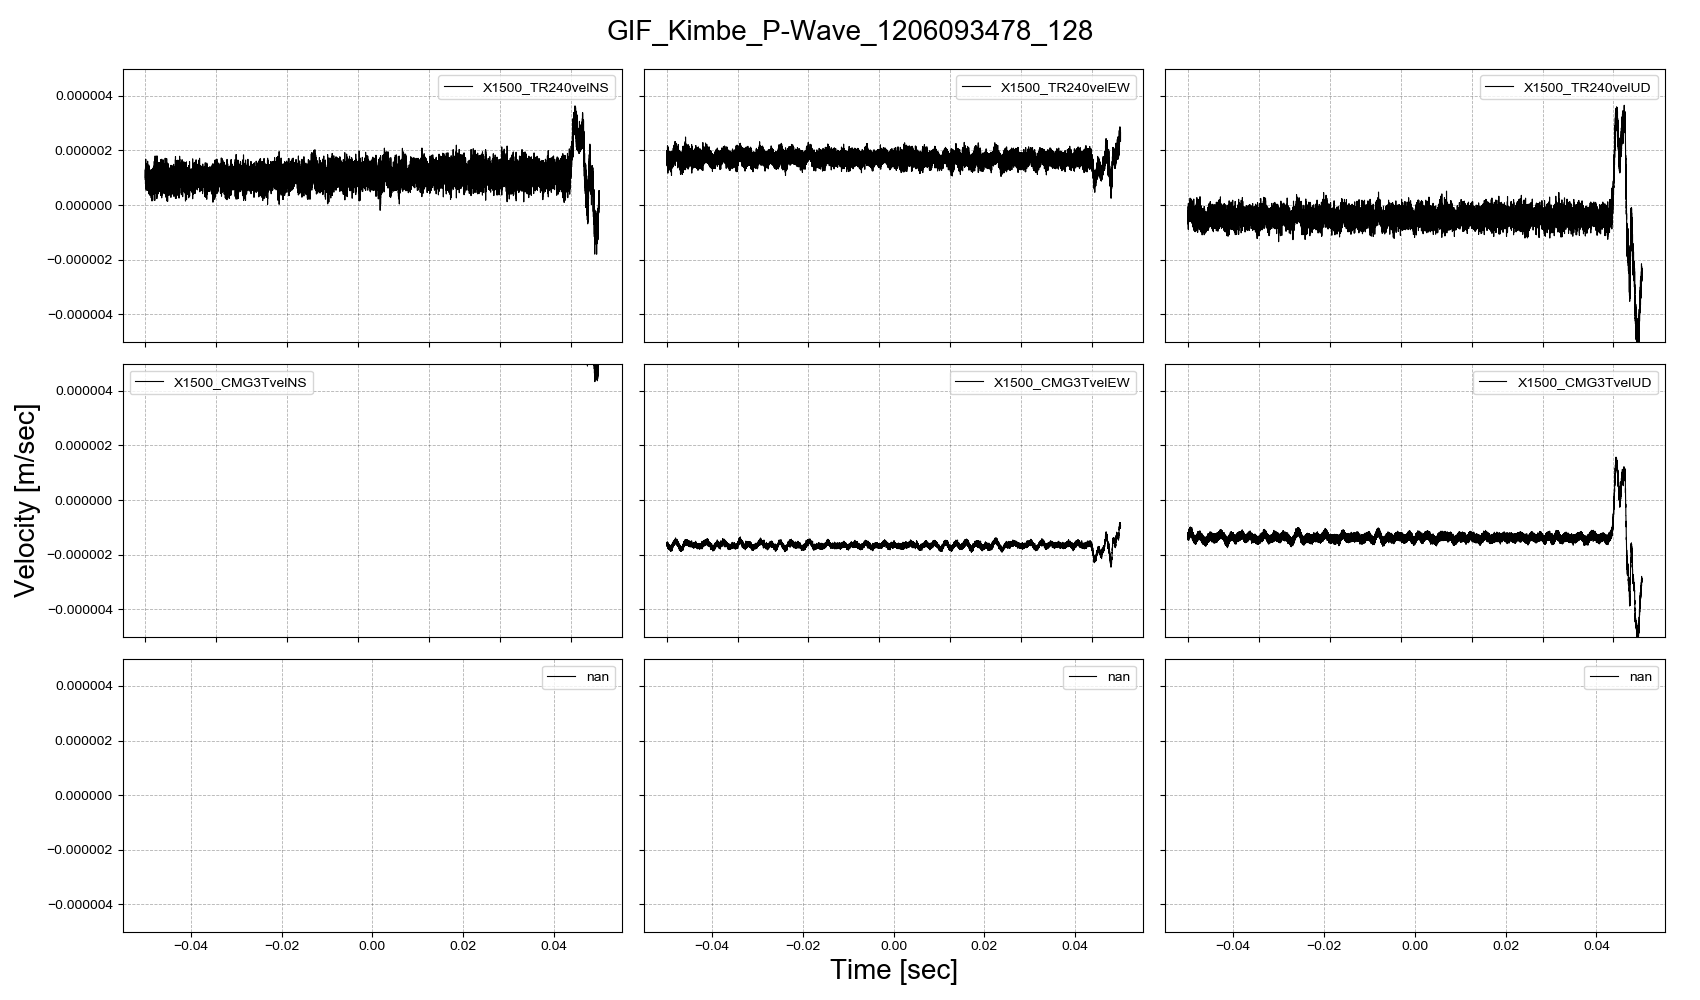 GIF_Kimbe_P-Wave_1206093478_128
X1500_TR240velNS
X1500_TR240velEW
X1500_TR240velUD
0.000004
0.000002
0.000000
−0.000002
−0.000004
X1500_CMG3TvelNS
X1500_CMG3TvelEW
X1500_CMG3TvelUD
0.000004
0.000002
0.000000
−0.000002
−0.000004
Velocity [m/sec]
nan
nan
nan
0.000004
0.000002
0.000000
−0.000002
−0.000004
−0.04 −0.02 0.00 0.02 0.04
−0.04 −0.02 0.00 0.02 0.04
−0.04 −0.02 0.00 0.02 0.04
Time [sec]